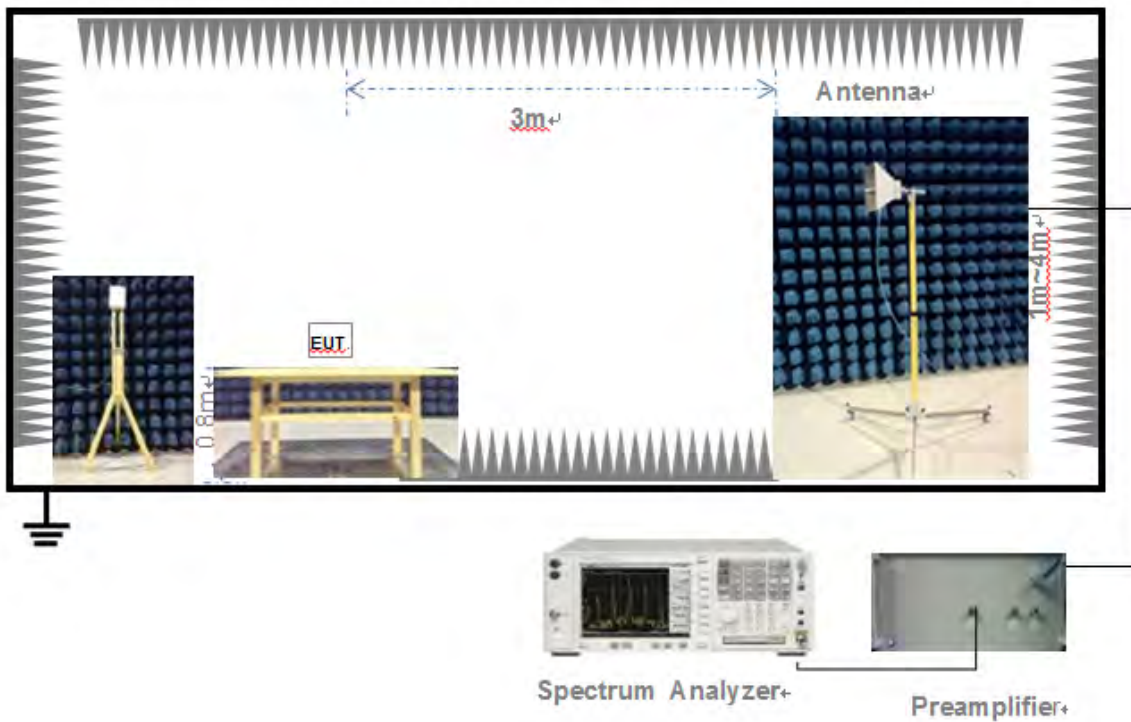 Antenna
3m
1m~4m
EUT
0.8m
Spectrum Analyzer
Preamplifier